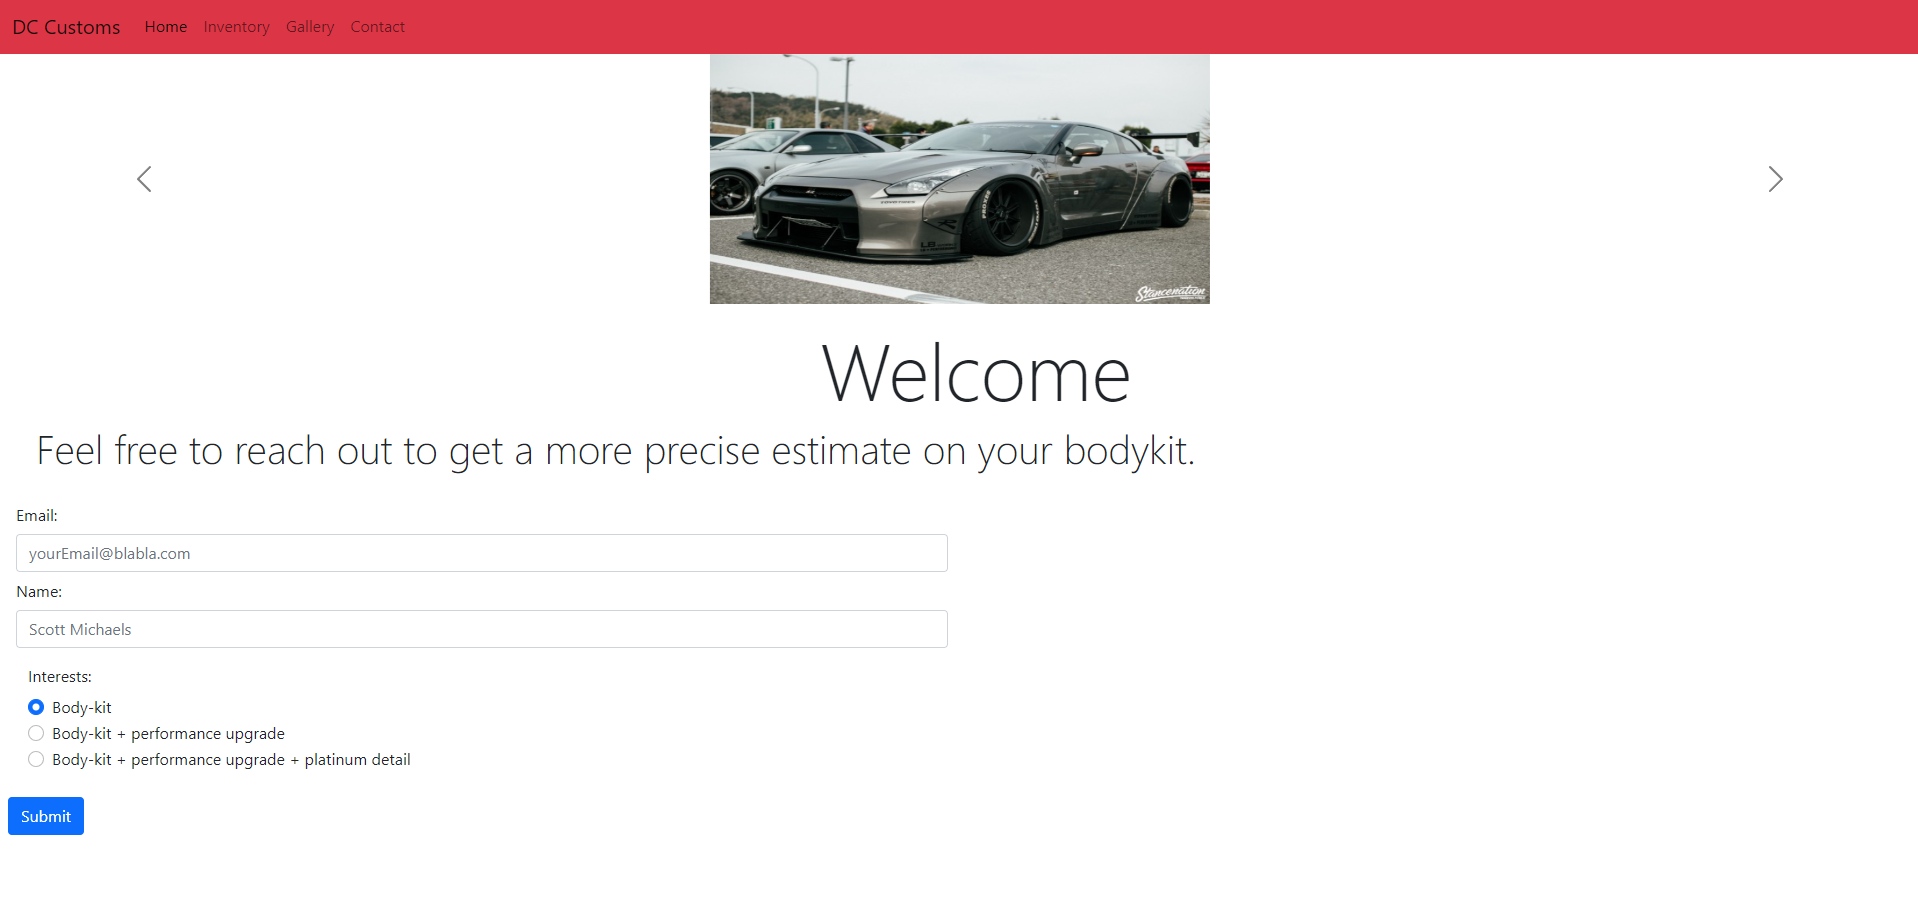 DC Customs Home Inventory Gallery Contact
PROXES
LB
Stancenation
Welcome
Feel free to reach out to get a more precise estimate on your bodykit.
Email:
yourEmail@blabla.com
Name:
Scott Michaels
Interests:
Body-kit
Body-kit + performance upgrade
Body-kit + performance upgrade + platinum detail
Submit